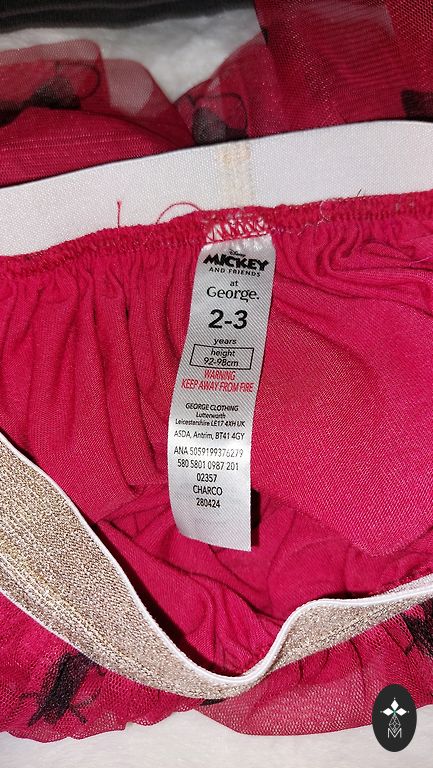 Disney
MICKEY
AND FRIENDS
at
George.
2-3
years
height
92-98cm
WARNING
KEEP AWAY FROM FIRE
GEORGE CLOTHING
Lutterworth
Leicestershire LE17 4XH UK
ASDA, Antrim, BT41 4GY
ANA 5059199376279
580 5801 0987 201
02357
CHARCO
280424
M